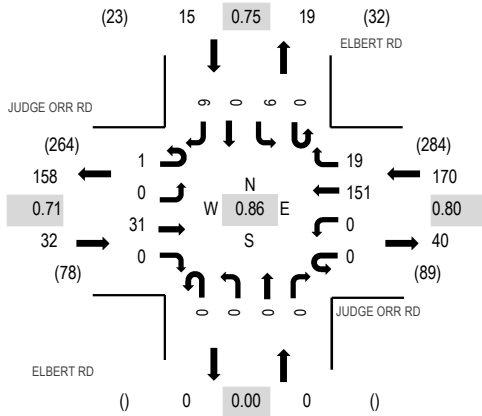 (23) 15 0.75 19 (32)
ELBERT RD
JUDGE ORR RD
6 0 9 0
(264) (284)
158 1 19 170
0 N 151
0.71 W 0.86 E 0.80
31 0
32 S 40
0 0
(78) (89)
0 0 0 0
JUDGE ORR RD
ELBERT RD
() 0 0.00 0 ()